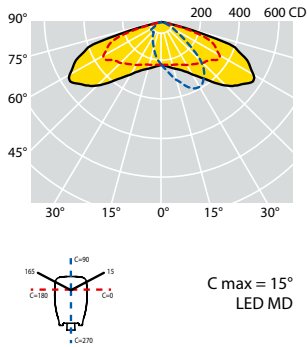 90° 200 400 600 CD
75°
60°
45°
30° 15° 0° 15° 30°
C=90
165 15
C=180 C=0
C=270
C max = 15°
LED MD